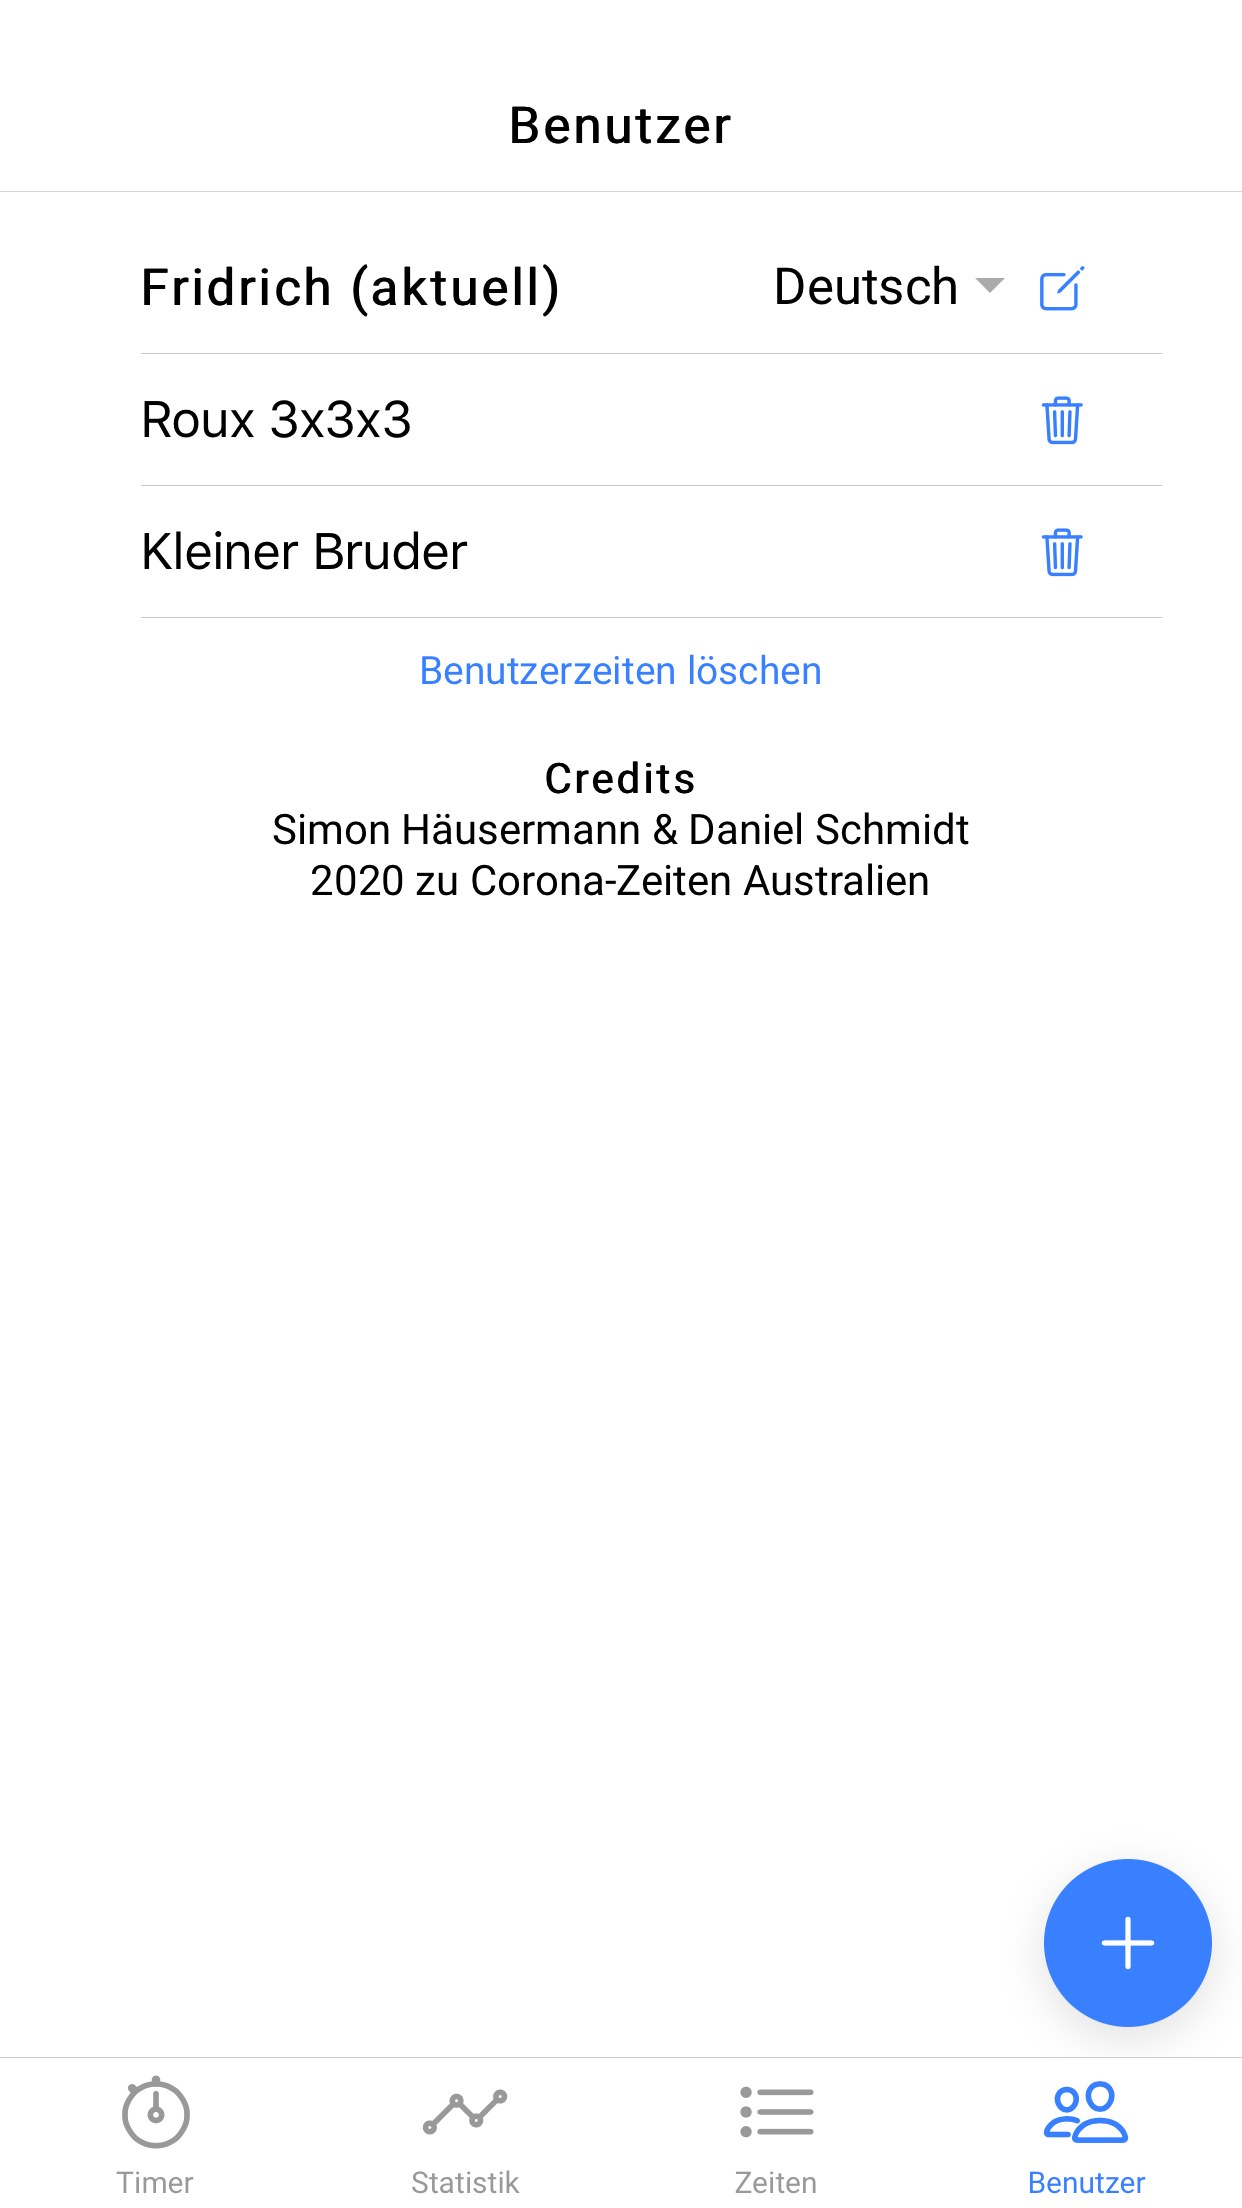 Benutzer
Fridrich (aktuell) Deutsch
Roux 3x3x3
Kleiner Bruder
Benutzerzeiten löschen
Credits
Simon Häusermann & Daniel Schmidt
2020 zu Corona-Zeiten Australien
Timer Statistik Zeiten Benutzer